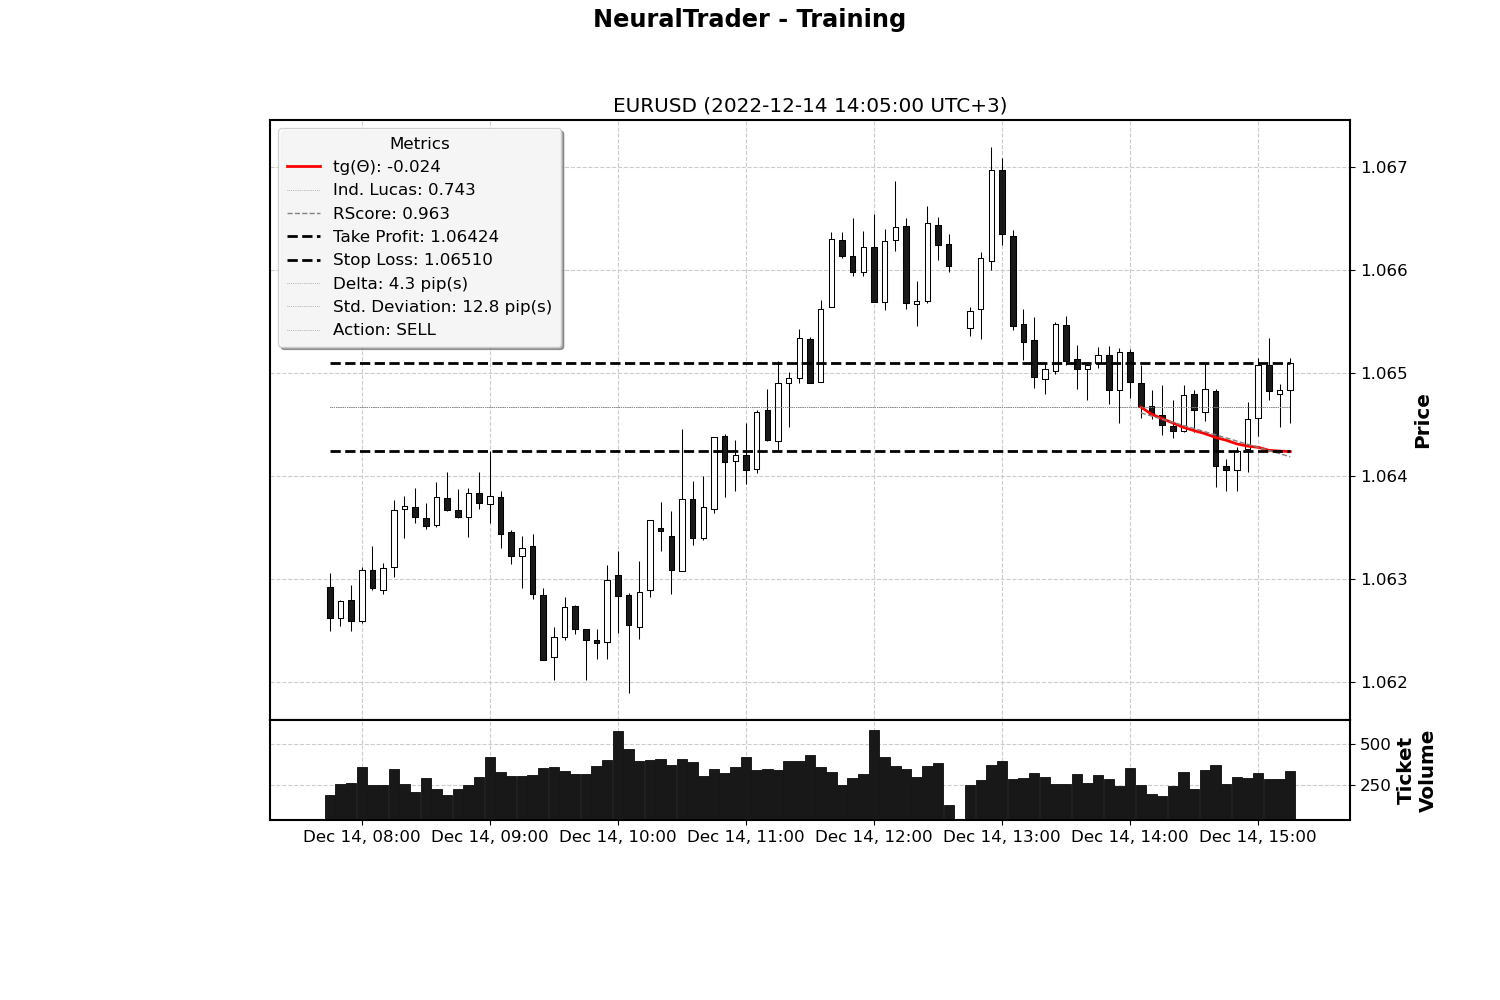 NeuralTrader - Training
EURUSD (2022-12-14 14:05:00 UTC+3)
Metrics
tg(Θ): -0.024
Ind. Lucas: 0.743
RScore: 0.963
Take Profit: 1.06424
Stop Loss: 1.06510
Delta: 4.3 pip(s)
Std. Deviation: 12.8 pip(s)
Action: SELL
1.067
1.066
1.065
1.064
1.063
1.062
Price
500
250
Ticket
Volume
Dec 14, 08:00 Dec 14, 09:00 Dec 14, 10:00 Dec 14, 11:00 Dec 14, 12:00 Dec 14, 13:00 Dec 14, 14:00 Dec 14, 15:00